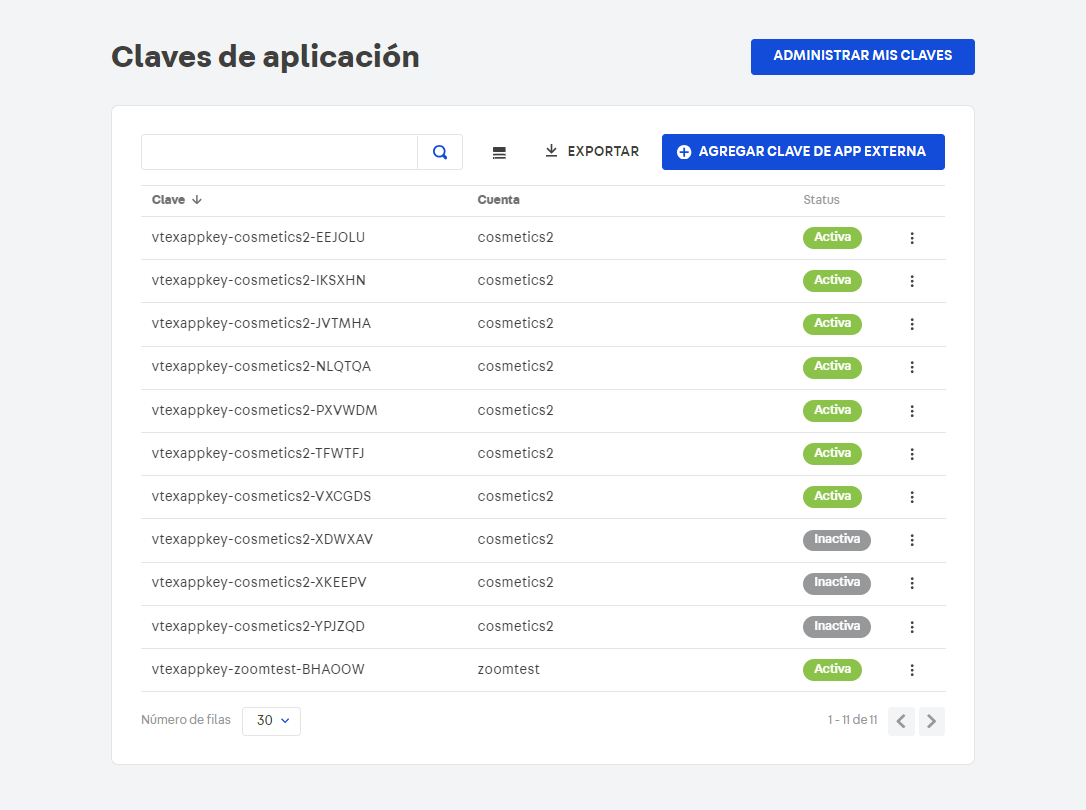 Claves de aplicación
ADMINISTRAR MIS CLAVES
EXPORTAR
AGREGAR CLAVE DE APP EXTERNA
Clave Cuenta Status
vtexappkey-cosmetics2-EEJOLU cosmetics2 Activa
vtexappkey-cosmetics2-IKSXHN cosmetics2 Activa
vtexappkey-cosmetics2-JVTMHA cosmetics2 Activa
vtexappkey-cosmetics2-NLQTQA cosmetics2 Activa
vtexappkey-cosmetics2-PXVWDM cosmetics2 Activa
vtexappkey-cosmetics2-TFWTFJ cosmetics2 Activa
vtexappkey-cosmetics2-VXCGDS cosmetics2 Activa
vtexappkey-cosmetics2-XDWXAV cosmetics2 Inactiva
vtexappkey-cosmetics2-XKEEPV cosmetics2 Inactiva
vtexappkey-cosmetics2-YPJZQD cosmetics2 Inactiva
vtexappkey-zoomtest-BHAOOW zoomtest Activa
Número de filas 30 1 - 11 de 11